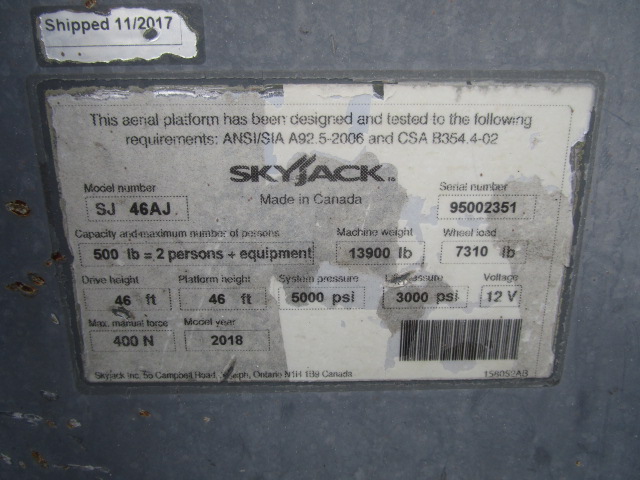 Shipped 11/2017
This aerial platform has been designed and tested to the following
requirements: ANSI/SIA A92.5-2006 and CSA B354.4-02
SKYJACK
Made in Canada
Model number
SJ 46AJ
Serial number
95002351
Capacity and maximum number of persons
500 lb = 2 persons + equipment
Machine weight
13900 lb
Wheel load
7310 lb
Drive height
46 ft
Platform height
46 ft
System pressure
5000 psi
pressure
3000 psi
Voltage
12 V
Max. manual force
400 N
Model year
2018
Skyjack Inc. 55 Campbell Road, Ontario N1H 1B9 Canada
156059AB